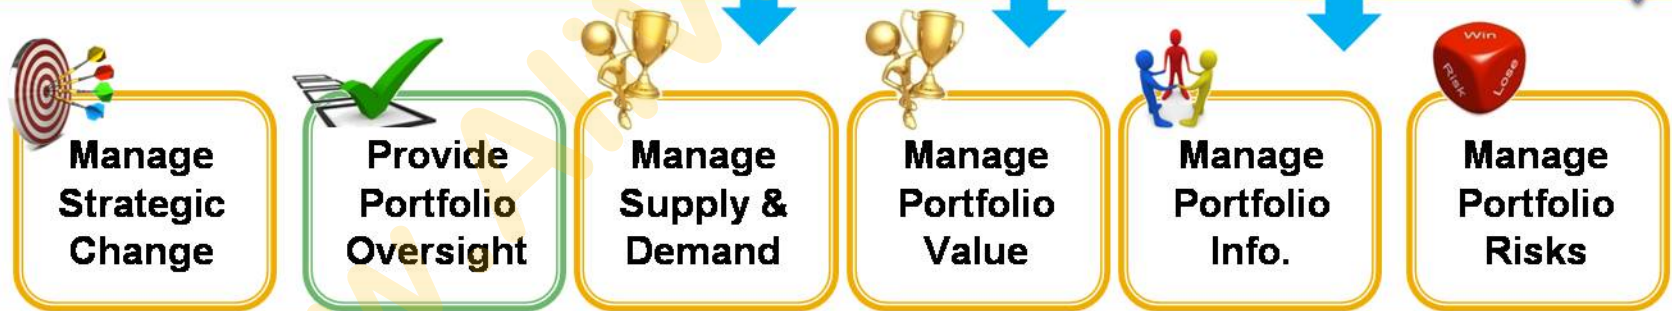 Win
Risk
Lose
Manage
Strategic
Change
Provide
Portfolio
Oversight
Manage
Supply &
Demand
Manage
Portfolio
Value
Manage
Portfolio
Info.
Manage
Portfolio
Risks